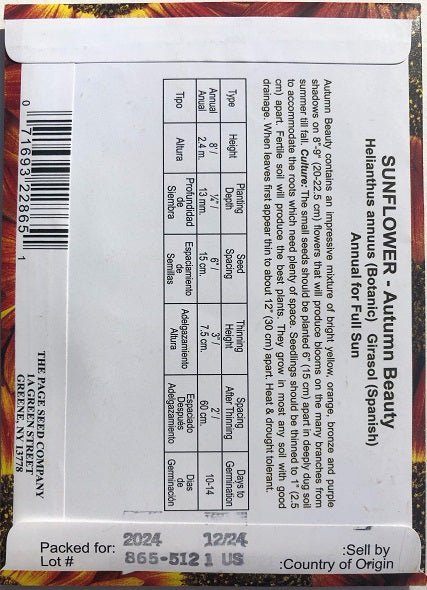 SUNFLOWER - Autumn Beauty
Helianthus annuus (Botanic) Girasol (Spanish)
Annual for Full Sun
Autumn Beauty contains an impressive mixture of bright yellow, orange, bronze and purple
shadows on 8"-9" (20-22.5 cm) flowers that will produce blooms on the many branches from
summer till fall. Culture: The small seeds should be planted 6" (15 cm) apart in deeply dug soil
to accommodate the roots which need plenty of space. Seedlings should be thinned to 1" (2.5
cm) apart. Fertile soil will produce the best plants. They grow in most any soil with good
drainage. When leaves first appear thin to about 12" (30 cm) apart. Heat & drought tolerant.
Type Height Planting Depth Seed Spacing Thinning Height Spacing After Thinning Days to Germination
Annual Anual 8'/ 2.4 m. ½"/ 13 mm. 6"/ 15 cm. 3"/ 7.5 cm. 2'/ 60 cm. 10-14
Tipo Altura Profundidad de Siembra Espaciamiento de Semillas Adelgazamiento Altura Espaciado Después Adelgazamiento Dias de Germinación
0 71693 22865 1
THE PAGE SEED COMPANY
1A GREEN STREET
GREENE, NY 13778
Packed for: 2024 12/24 :Sell by
Lot # 865-512 1 US :Country of Origin